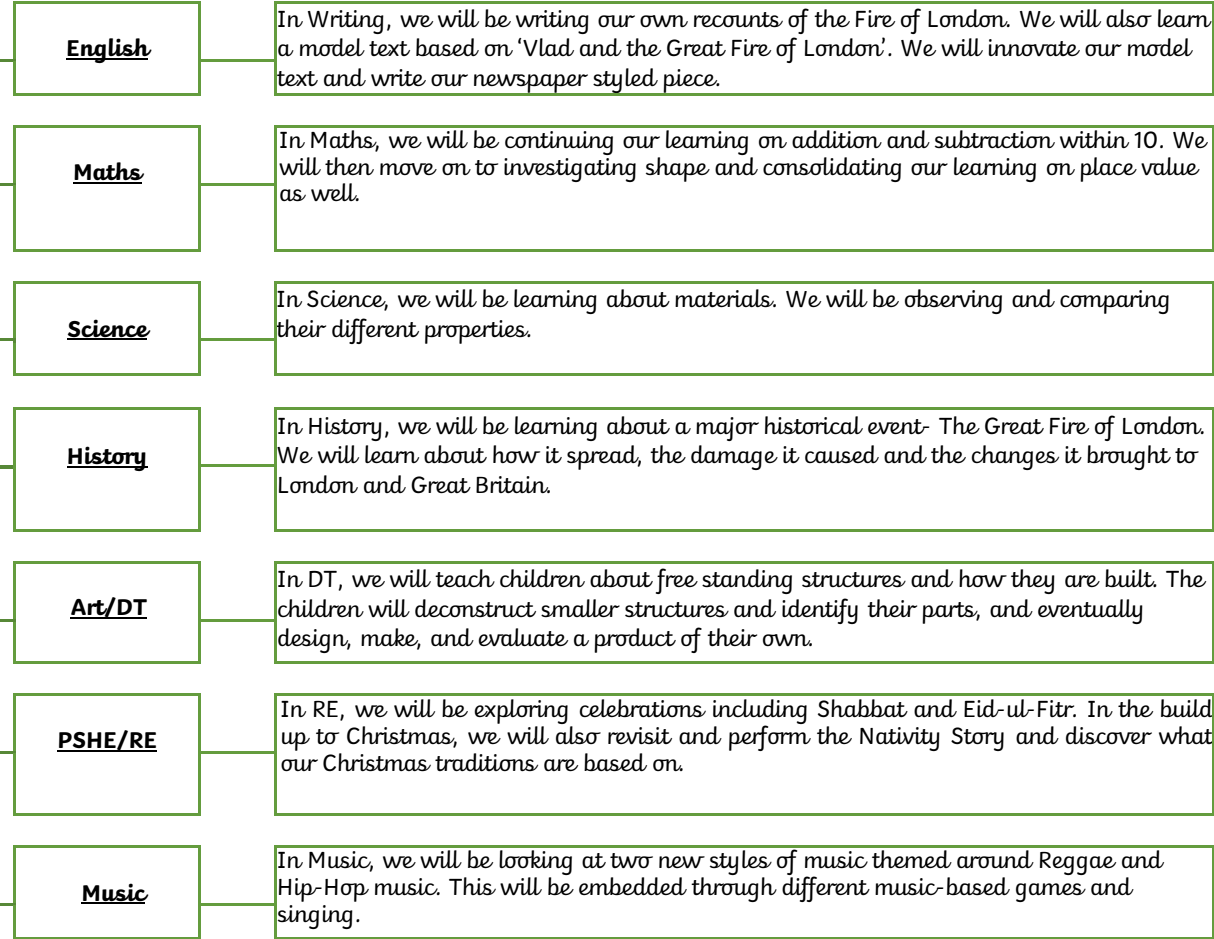 English
In Writing, we will be writing our own recounts of the Fire of London. We will also learn
a model text based on ‘Vlad and the Great Fire of London’. We will innovate our model
text and write our newspaper styled piece.
Maths
In Maths, we will be continuing our learning on addition and subtraction within 10. We
will then move on to investigating shape and consolidating our learning on place value
as well.
Science
In Science, we will be learning about materials. We will be observing and comparing
their different properties.
History
In History, we will be learning about a major historical event- The Great Fire of London.
We will learn about how it spread, the damage it caused and the changes it brought to
London and Great Britain.
Art/DT
In DT, we will teach children about free standing structures and how they are built. The
children will deconstruct smaller structures and identify their parts, and eventually
design, make, and evaluate a product of their own.
PSHE/RE
In RE, we will be exploring celebrations including Shabbat and Eid-ul-Fitr. In the build
up to Christmas, we will also revisit and perform the Nativity Story and discover what
our Christmas traditions are based on.
Music
In Music, we will be looking at two new styles of music themed around Reggae and
Hip-Hop music. This will be embedded through different music-based games and
singing.